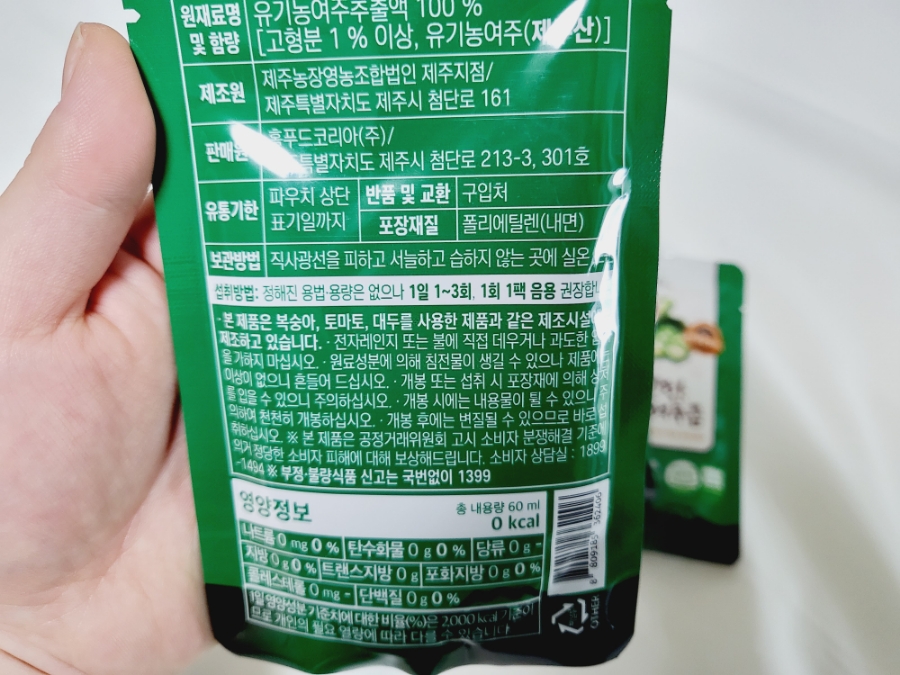 원재료명 및 함량 유기농여주추출액 100 %
[고형분 1 % 이상, 유기농여주(제주산)]
제조원 제주농장영농조합법인 제주지점/
제주특별자치도 제주시 첨단로 161
판매원 푸드코리아(주)/
특별자치도 제주시 첨단로 213-3, 301호
유통기한 파우치 상단 표기일까지 반품 및 교환 구입처
포장재질 폴리에틸렌(내면)
보관방법 직사광선을 피하고 서늘하고 습하지 않는 곳에 실온
섭취방법: 정해진 용법·용량은 없으나 1일 1~3회, 1회 1팩 음용
· 본 제품은 복숭아, 토마토, 대두를 사용한 제품과 같은 제조시설
제조하고 있습니다. · 전자레인지 또는 불에 직접 데우거나 과도한
을 가하지 마십시오. · 원료성분에 의해 침전물이 생길 수 있으나 제품에
이상이 없으니 흔들어 드십시오. · 개봉 또는 섭취 시 포장재에 의해
를 입을 수 있으니 주의하십시오. · 개봉 시에는 내용물이 튈 수 있으니
의하여 천천히 개봉하십시오. · 개봉 후에는 변질될 수 있으므로 바로
취하십시오. ※ 본 제품은 공정거래위원회 고시 소비자 분쟁해결 기준에
의거 정당한 소비자 피해에 대해 보상해드립니다. 소비자 상담실 : 1899
-1494 ※ 부정·불량식품 신고는 국번없이 1399
영양정보 총 내용량 60 ml
0 kcal
나트륨 0 mg 0 % 탄수화물 0 g 0 % 당류 0 g -
지방 0 g 0 % 트랜스지방 0 g 포화지방 0 g 0 %
콜레스테롤 0 mg - 단백질 0 g 0 %
1일 영양성분 기준치에 대한 비율(%)은 2,000 kcal 기준이
므로 개인의 필요 열량에 따라 다를 수 있습니다
OTHER